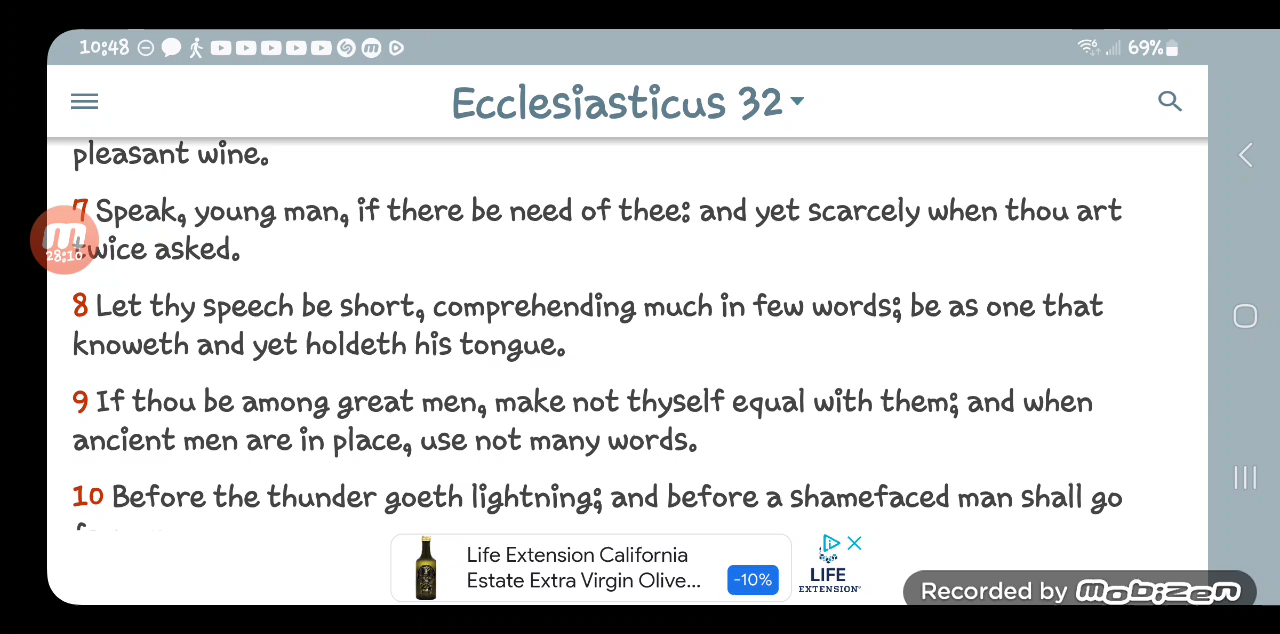 10:48 69%
Ecclesiasticus 32
pleasant wine.
7 Speak, young man, if there be need of thee: and yet scarcely when thou art
twice asked.
28:10
8 Let thy speech be short, comprehending much in few words; be as one that
knoweth and yet holdeth his tongue.
9 If thou be among great men, make not thyself equal with them; and when
ancient men are in place, use not many words.
10 Before the thunder goeth lightning; and before a shamefaced man shall go
Life Extension California
Estate Extra Virgin Olive...
-10%
LIFE
EXTENSION
Recorded by mobizen